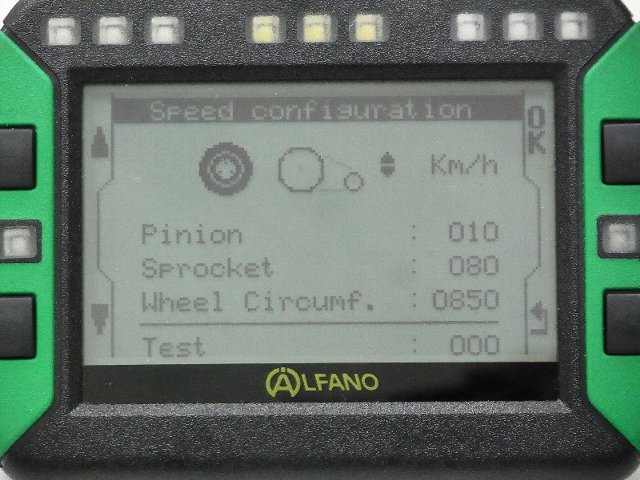 Speed configuration
OK
Km/h
Pinion : 010
Sprocket : 080
Wheel Circumf. : 0850
Test : 000
ALFANO